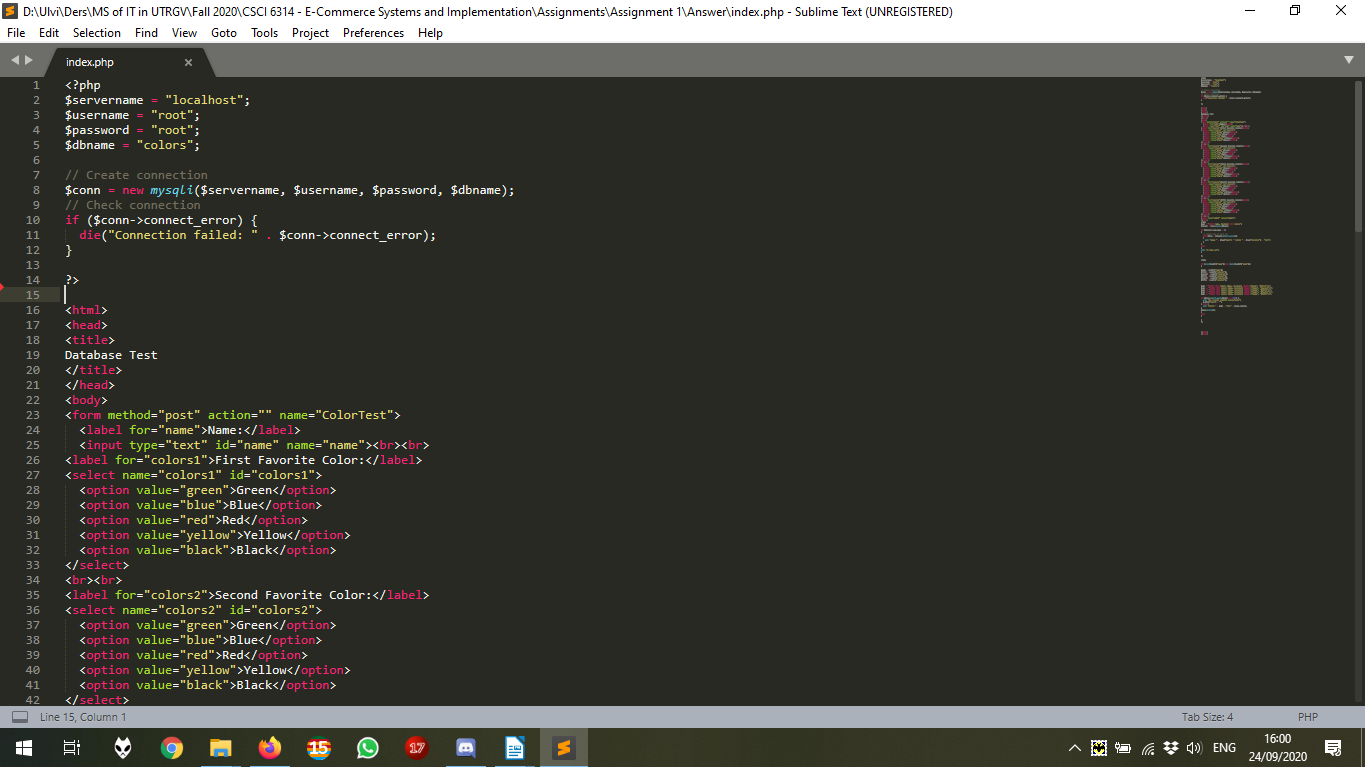 D:\Ulvi\Ders\MS of IT in UTRGV\Fall 2020\CSCI 6314 - E-Commerce Systems and Implementation\Assignments\Assignment 1\Answer\index.php - Sublime Text (UNREGISTERED)
File Edit Selection Find View Goto Tools Project Preferences Help
index.php
1 <?php
2 $servername = "localhost";
3 $username = "root";
4 $password = "root";
5 $dbname = "colors";
6
7 // Create connection
8 $conn = new mysqli($servername, $username, $password, $dbname);
9 // Check connection
10 if ($conn->connect_error) {
11   die("Connection failed: " . $conn->connect_error);
12 }
13
14 ?>
15
16 <html>
17 <head>
18 <title>
19 Database Test
20 </title>
21 </head>
22 <body>
23 <form method="post" action="" name="ColorTest">
24   <label for="name">Name:</label>
25   <input type="text" id="name" name="name"><br><br>
26 <label for="colors1">First Favorite Color:</label>
27 <select name="colors1" id="colors1">
28   <option value="green">Green</option>
29   <option value="blue">Blue</option>
30   <option value="red">Red</option>
31   <option value="yellow">Yellow</option>
32   <option value="black">Black</option>
33 </select>
34 <br><br>
35 <label for="colors2">Second Favorite Color:</label>
36 <select name="colors2" id="colors2">
37   <option value="green">Green</option>
38   <option value="blue">Blue</option>
39   <option value="red">Red</option>
40   <option value="yellow">Yellow</option>
41   <option value="black">Black</option>
42 </select>
Line 15, Column 1 Tab Size: 4 PHP
15 17 ENG 16:00
24/09/2020